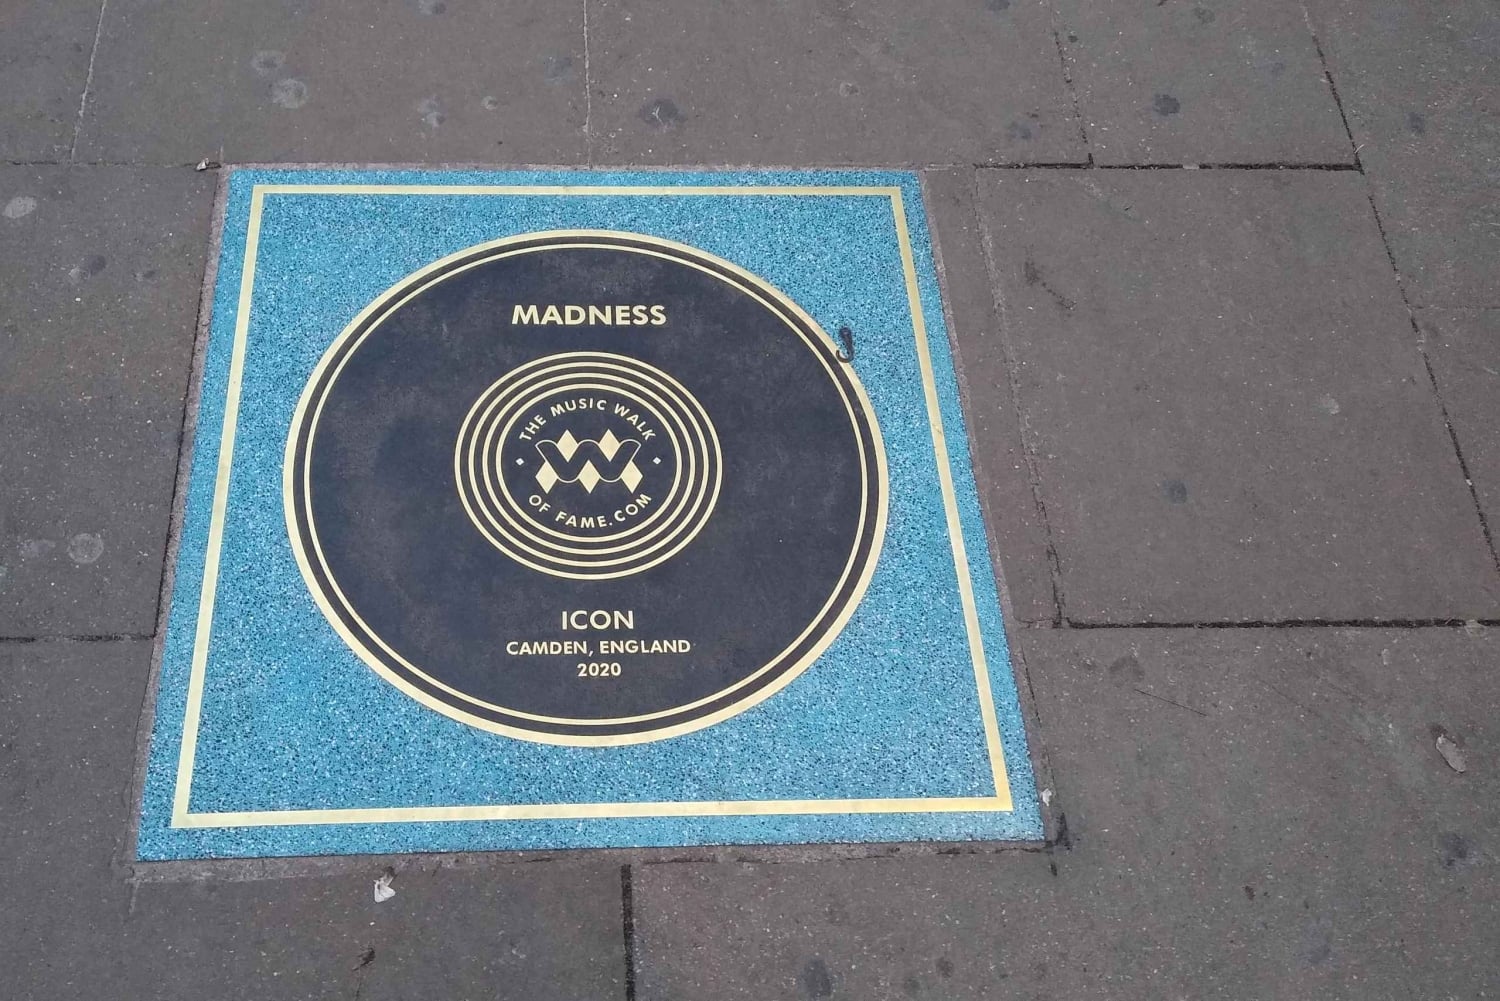 MADNESS
THE MUSIC WALK
OF FAME.COM
ICON
CAMDEN, ENGLAND
2020